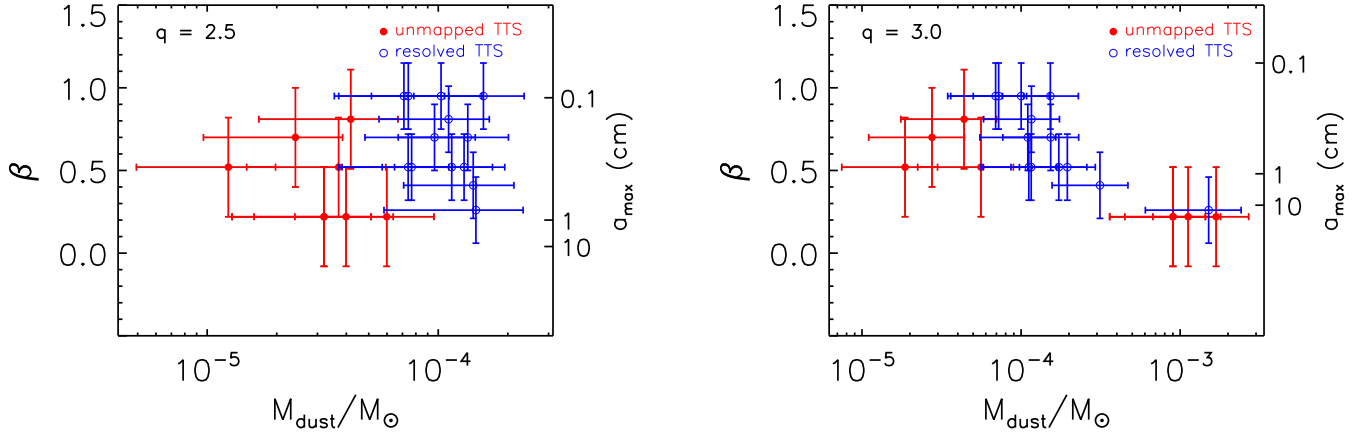 q = 2.5
unmapped TTS
resolved TTS
1.5
1.0
0.5
0.0
β
0.1
1
10
a_max (cm)
10^-5
10^-4
M_dust/M_⊙
q = 3.0
unmapped TTS
resolved TTS
1.5
1.0
0.5
0.0
β
0.1
1
10
a_max (cm)
10^-5
10^-4
10^-3
M_dust/M_⊙